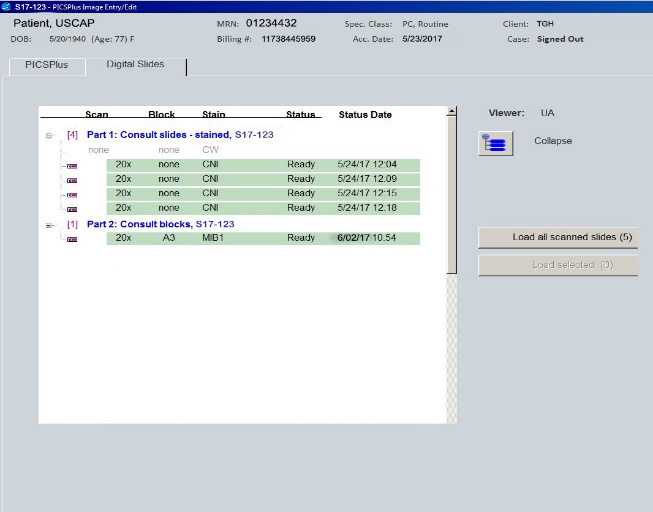 S17-123 - PICSPlus Image Entry/Edit
Patient, USCAP MRN: 01234432 Spec. Class: PC, Routine Client: TGH
DOB: 5/20/1940 (Age: 77) F Billing #: 11738445959 Acc. Date: 5/23/2017 Case: Signed Out
PICSPlus Digital Slides
Scan Block Stain Status Status Date
[4] Part 1: Consult slides - stained, S17-123
none none CW
20x none CNI Ready 5/24/17 12:04
20x none CNI Ready 5/24/17 12.09
20x none CNI Ready 5/24/17 12:15
20x none CNI Ready 5/24/17 12.18
[1] Part 2: Consult blocks, S17-123
20x A3 MIB1 Ready 6/02/17 10.54
Viewer: UA
Collapse
Load all scanned slides (5)
Load selected (0)